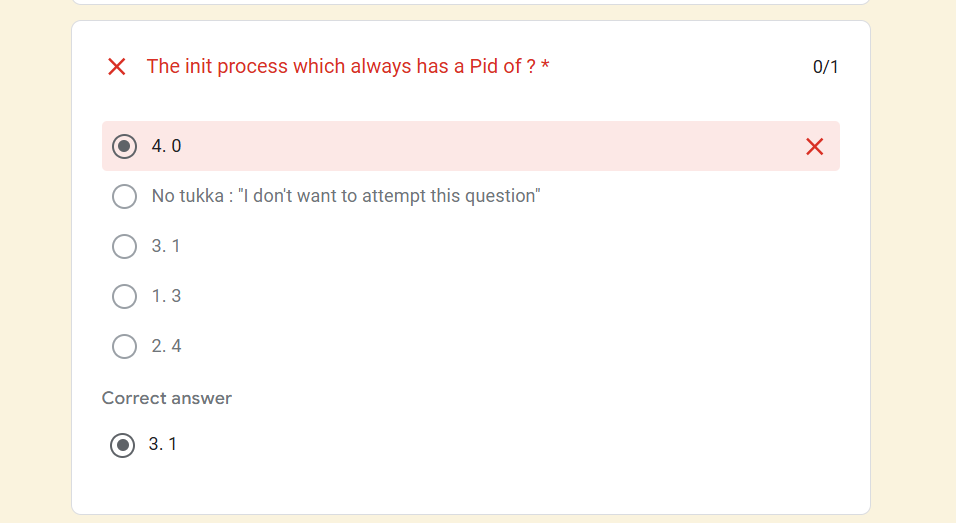 The init process which always has a Pid of ? *
0/1
4. 0
No tukka : "I don't want to attempt this question"
3. 1
1. 3
2. 4
Correct answer
3. 1